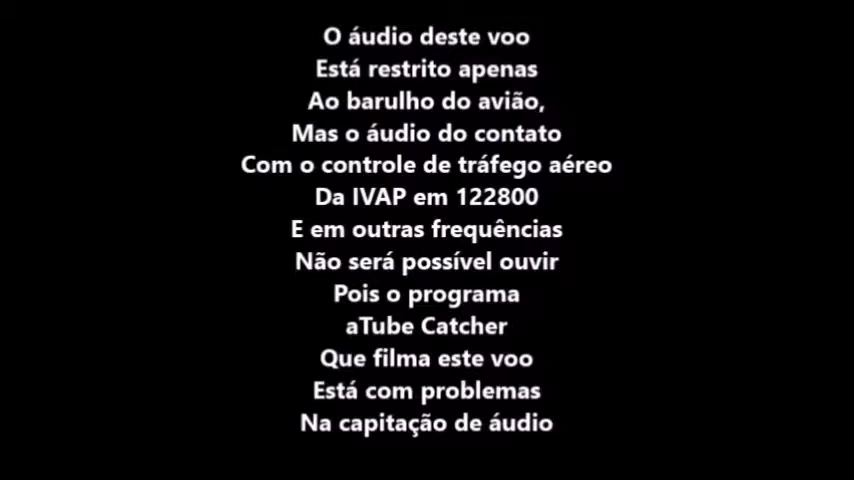 O áudio deste voo
Está restrito apenas
Ao barulho do avião,
Mas o áudio do contato
Com o controle de tráfego aéreo
Da IVAP em 122800
E em outras frequências
Não será possível ouvir
Pois o programa
aTube Catcher
Que filma este voo
Está com problemas
Na capitação de áudio